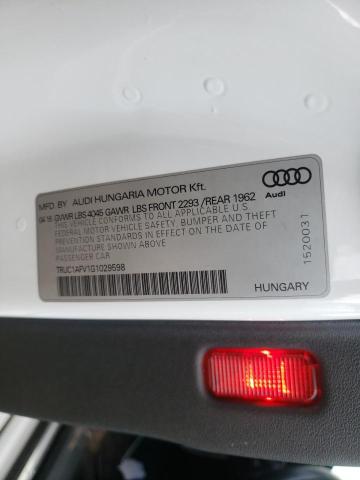 MFD BY AUDI HUNGARIA MOTOR Kft.
04.16 GVWR LBS 4045 GAWR LBS FRONT 2293 /REAR 1962
THIS VEHICLE CONFORMS TO ALL APPLICABLE U.S.
FEDERAL MOTOR VEHICLE SAFETY, BUMPER AND THEFT
PREVENTION STANDARDS IN EFFECT ON THE DATE OF
MANUFACTURE SHOWN ABOVE.
PASSENGER CAR
TRUC1AFV1G1029598
HUNGARY
Audi
1520031